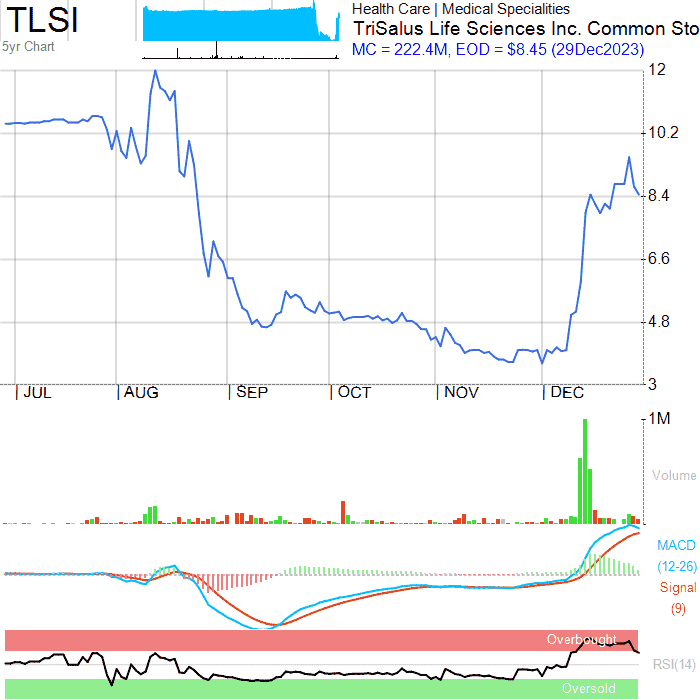 TLSI
5yr Chart
Health Care | Medical Specialities
TriSalus Life Sciences Inc. Common Sto
MC = 222.4M, EOD = $8.45 (29Dec2023)
12
10.2
8.4
6.6
4.8
3
JUL AUG SEP OCT NOV DEC
1M
Volume
MACD
(12-26)
Signal
(9)
Overbought
RSI(14)
Oversold